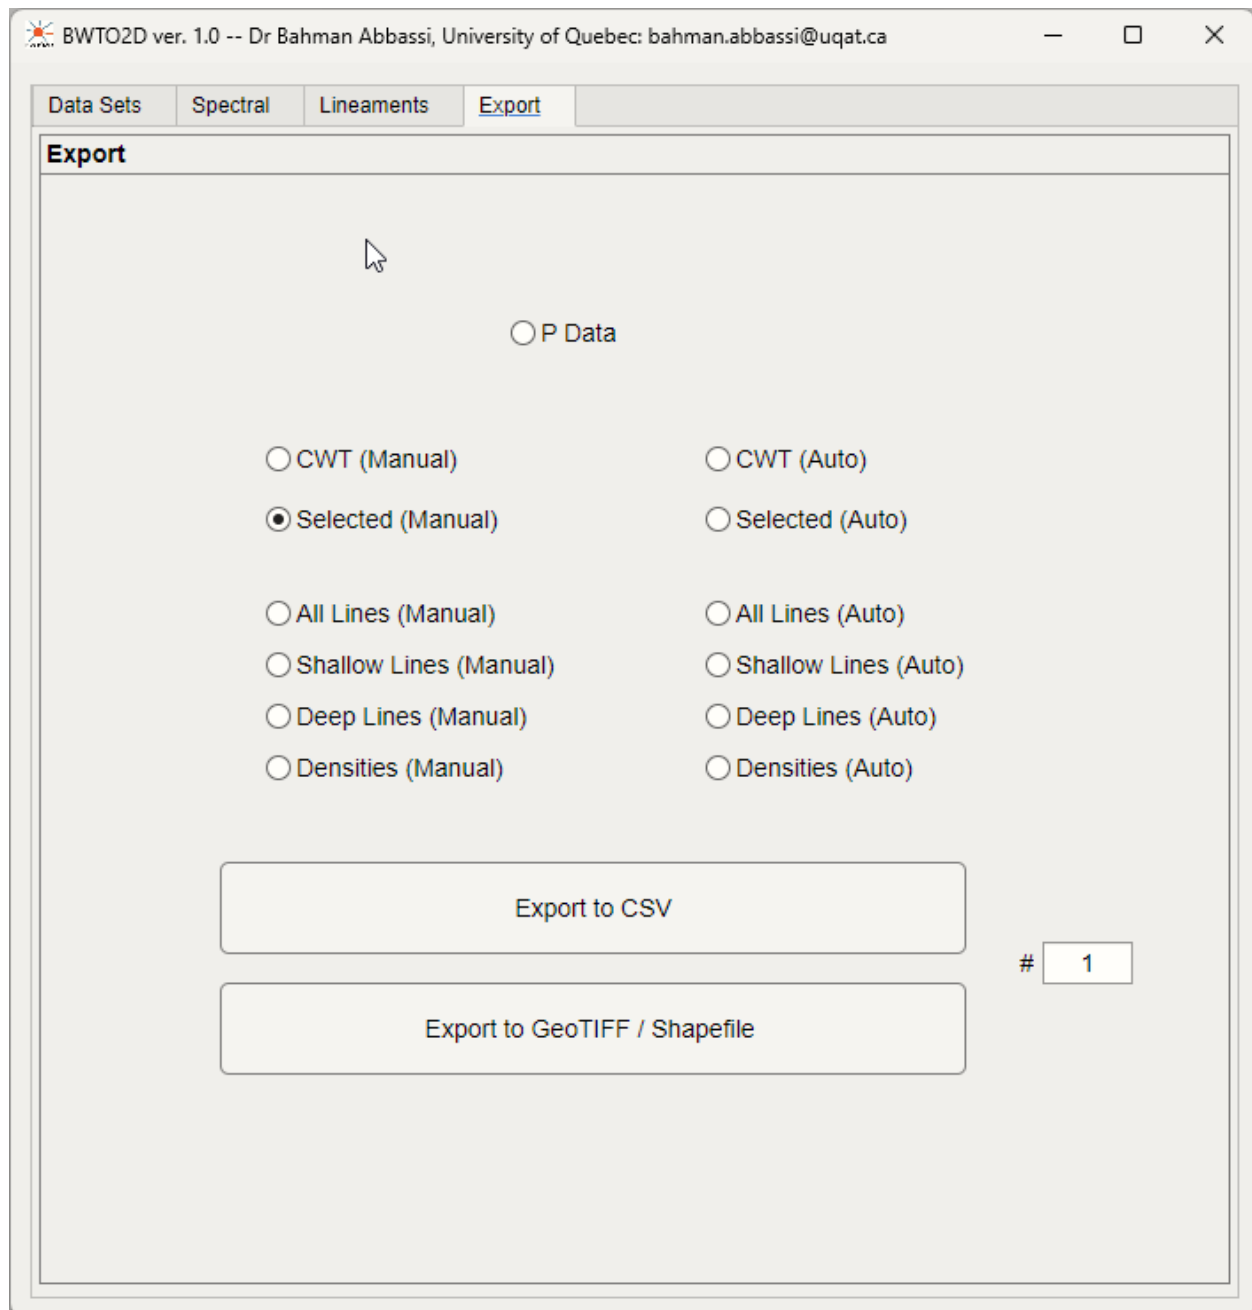 BWTO2D ver. 1.0 -- Dr Bahman Abbassi, University of Quebec: bahman.abbassi@uqat.ca
Data Sets Spectral Lineaments Export
Export
P Data
CWT (Manual) CWT (Auto)
Selected (Manual) Selected (Auto)
All Lines (Manual) All Lines (Auto)
Shallow Lines (Manual) Shallow Lines (Auto)
Deep Lines (Manual) Deep Lines (Auto)
Densities (Manual) Densities (Auto)
Export to CSV
# 1
Export to GeoTIFF / Shapefile